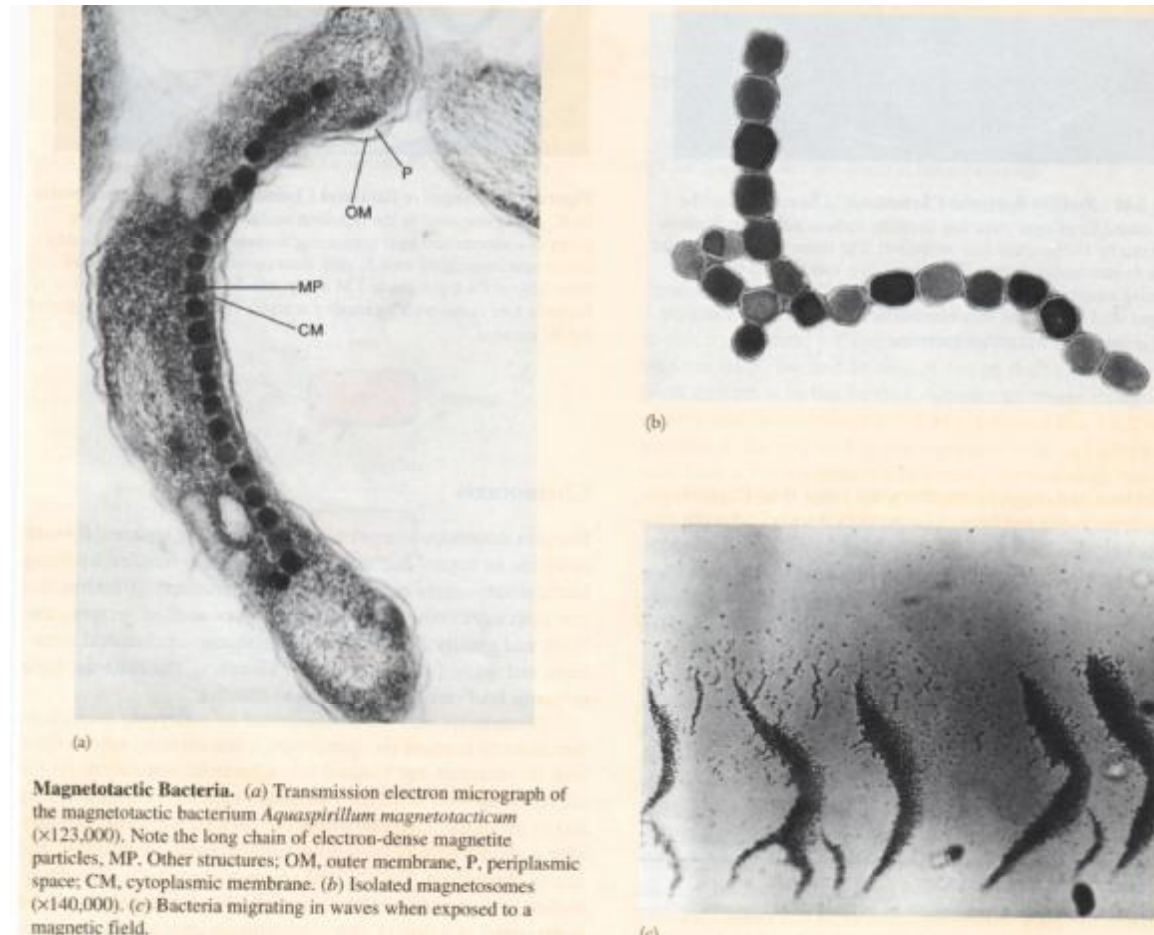 P
OM
MP
CM
(a)
(b)
Magnetotactic Bacteria. (a) Transmission electron micrograph of
the magnetotactic bacterium Aquaspirillum magnetotacticum
(×123,000). Note the long chain of electron-dense magnetite
particles, MP. Other structures; OM, outer membrane, P, periplasmic
space; CM, cytoplasmic membrane. (b) Isolated magnetosomes
(×140,000). (c) Bacteria migrating in waves when exposed to a
magnetic field.
(c)